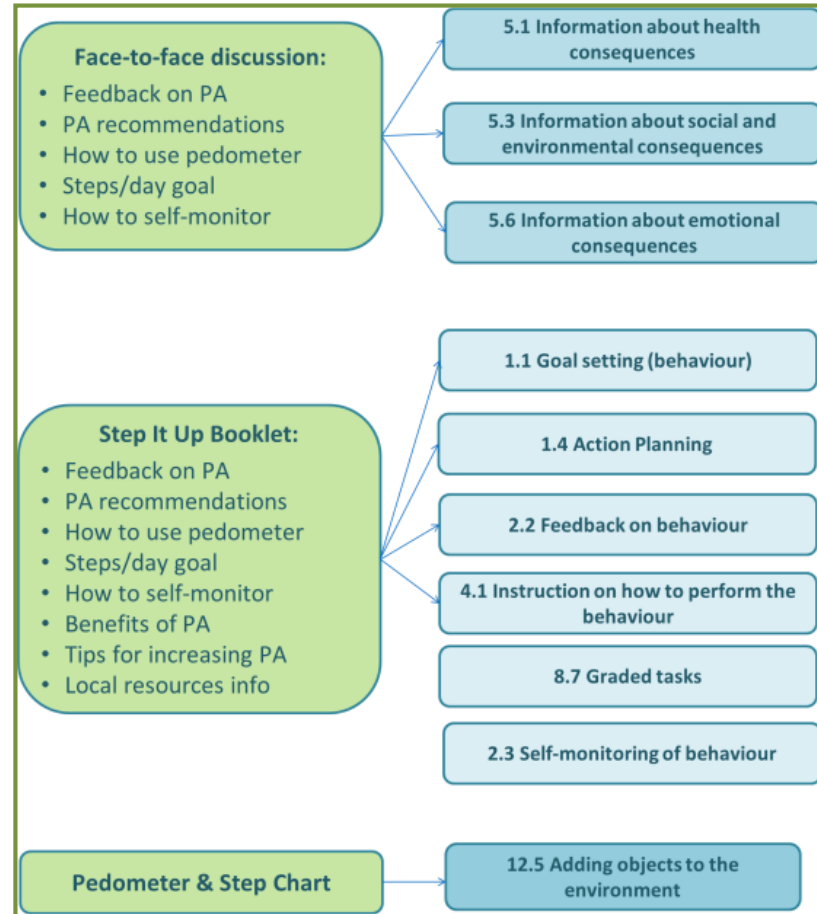 Face-to-face discussion:
• Feedback on PA
• PA recommendations
• How to use pedometer
• Steps/day goal
• How to self-monitor
5.1 Information about health
consequences
5.3 Information about social and
environmental consequences
5.6 Information about emotional
consequences
Step It Up Booklet:
• Feedback on PA
• PA recommendations
• How to use pedometer
• Steps/day goal
• How to self-monitor
• Benefits of PA
• Tips for increasing PA
• Local resources info
1.1 Goal setting (behaviour)
1.4 Action Planning
2.2 Feedback on behaviour
4.1 Instruction on how to perform the
behaviour
8.7 Graded tasks
2.3 Self-monitoring of behaviour
Pedometer & Step Chart
12.5 Adding objects to the
environment